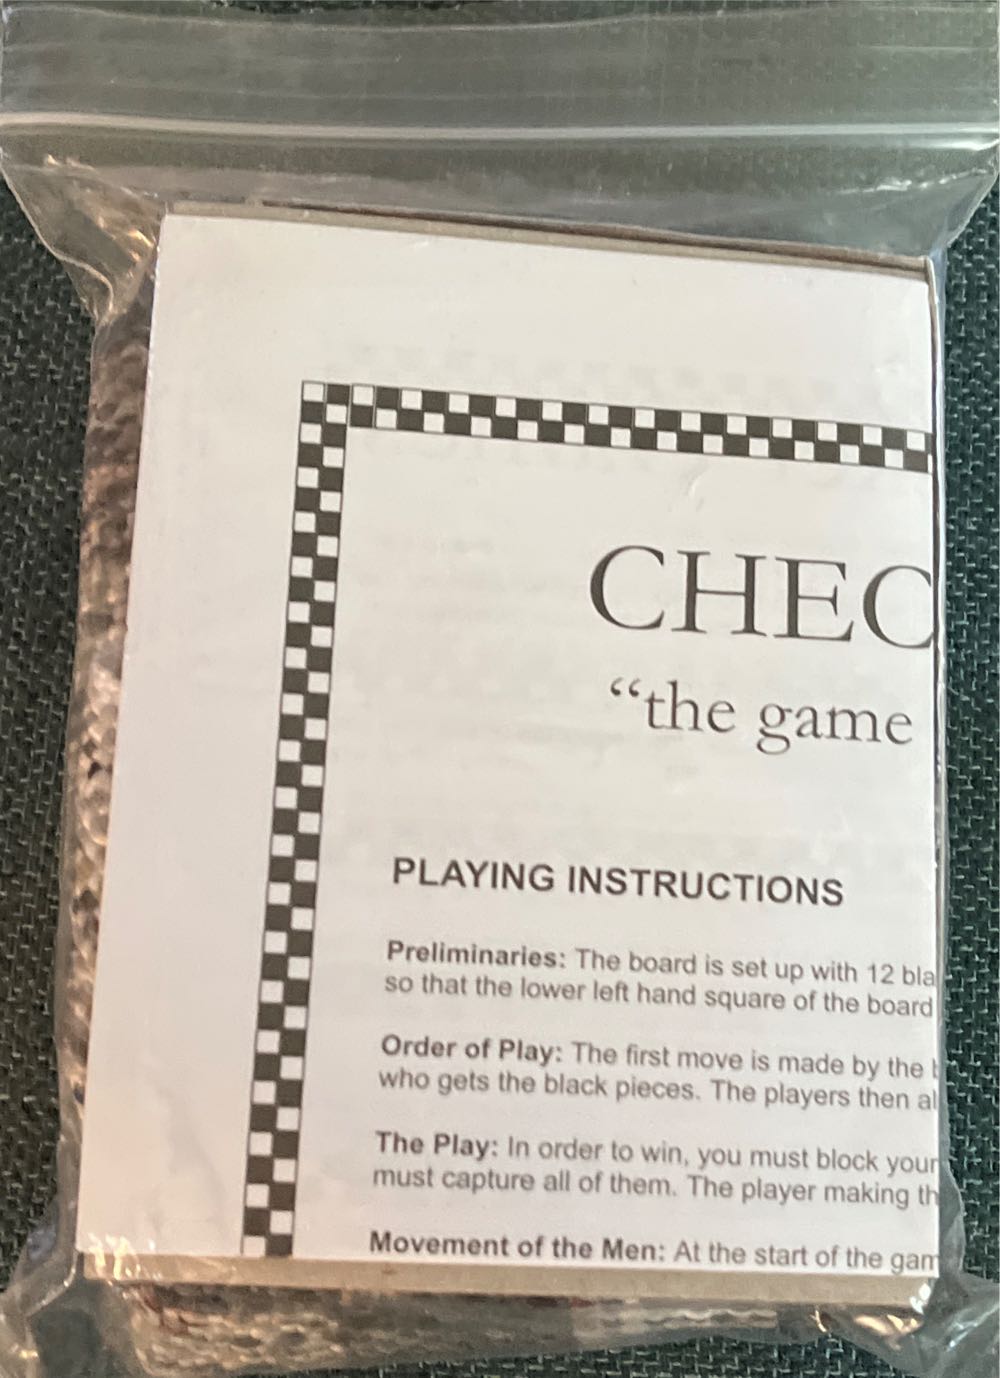 CHEC
“the game
PLAYING INSTRUCTIONS
Preliminaries: The board is set up with 12 bla
so that the lower left hand square of the board
Order of Play: The first move is made by the b
who gets the black pieces. The players then al
The Play: In order to win, you must block your
must capture all of them. The player making th
Movement of the Men: At the start of the gam